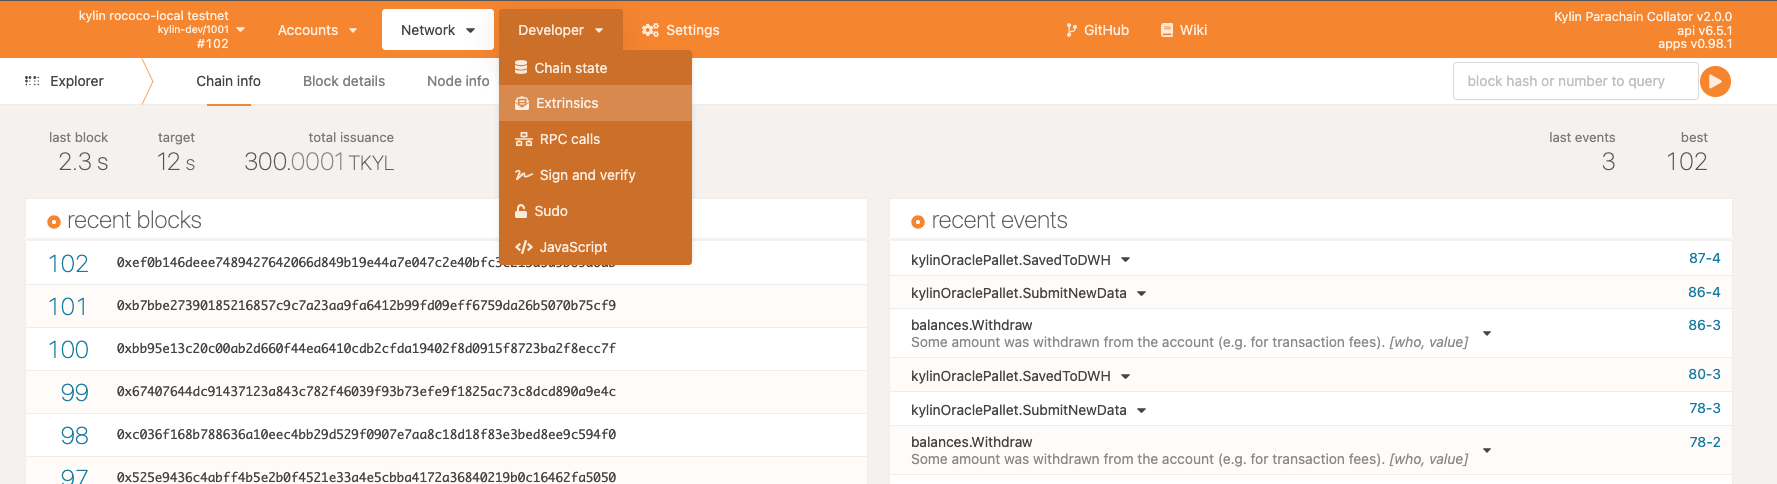 kylin rococo-local testnet
kylin-dev/1001
#102
Accounts
Network
Developer
Settings
GitHub
Wiki
Kylin Parachain Collator v2.0.0
api v6.5.1
apps v0.98.1
Explorer
Chain info
Block details
Node info
block hash or number to query
Chain state
Extrinsics
RPC calls
Sign and verify
Sudo
JavaScript
last block
2.3 s
target
12 s
total issuance
300.0001 TKYL
last events
3
best
102
recent blocks
102
101 0xb7bbe27390185216857c9c7a23aa9fa6412b99fd09eff6759da26b5070b75cf9
100 0xbb95e13c20c00ab2d660f44ea6410cdb2cfda19402f8d0915f8723ba2f8ecc7f
99 0x67407644dc91437123a843c782f46039f93b73efe9f1825ac73c8dcd890a9e4c
98 0xc036f168b788636a10eec4bb29d529f0907e7aa8c18d18f83e3bed8ee9c594f0
97 0x525e9436c4abff4b5e2b0f4521e33a4e5cbba4172a36840219b0c16462fa5050
recent events
kylinOraclePallet.SavedToDWH 87-4
kylinOraclePallet.SubmitNewData 86-4
balances.Withdraw 86-3
Some amount was withdrawn from the account (e.g. for transaction fees). [who, value]
kylinOraclePallet.SavedToDWH 80-3
kylinOraclePallet.SubmitNewData 78-3
balances.Withdraw 78-2
Some amount was withdrawn from the account (e.g. for transaction fees). [who, value]